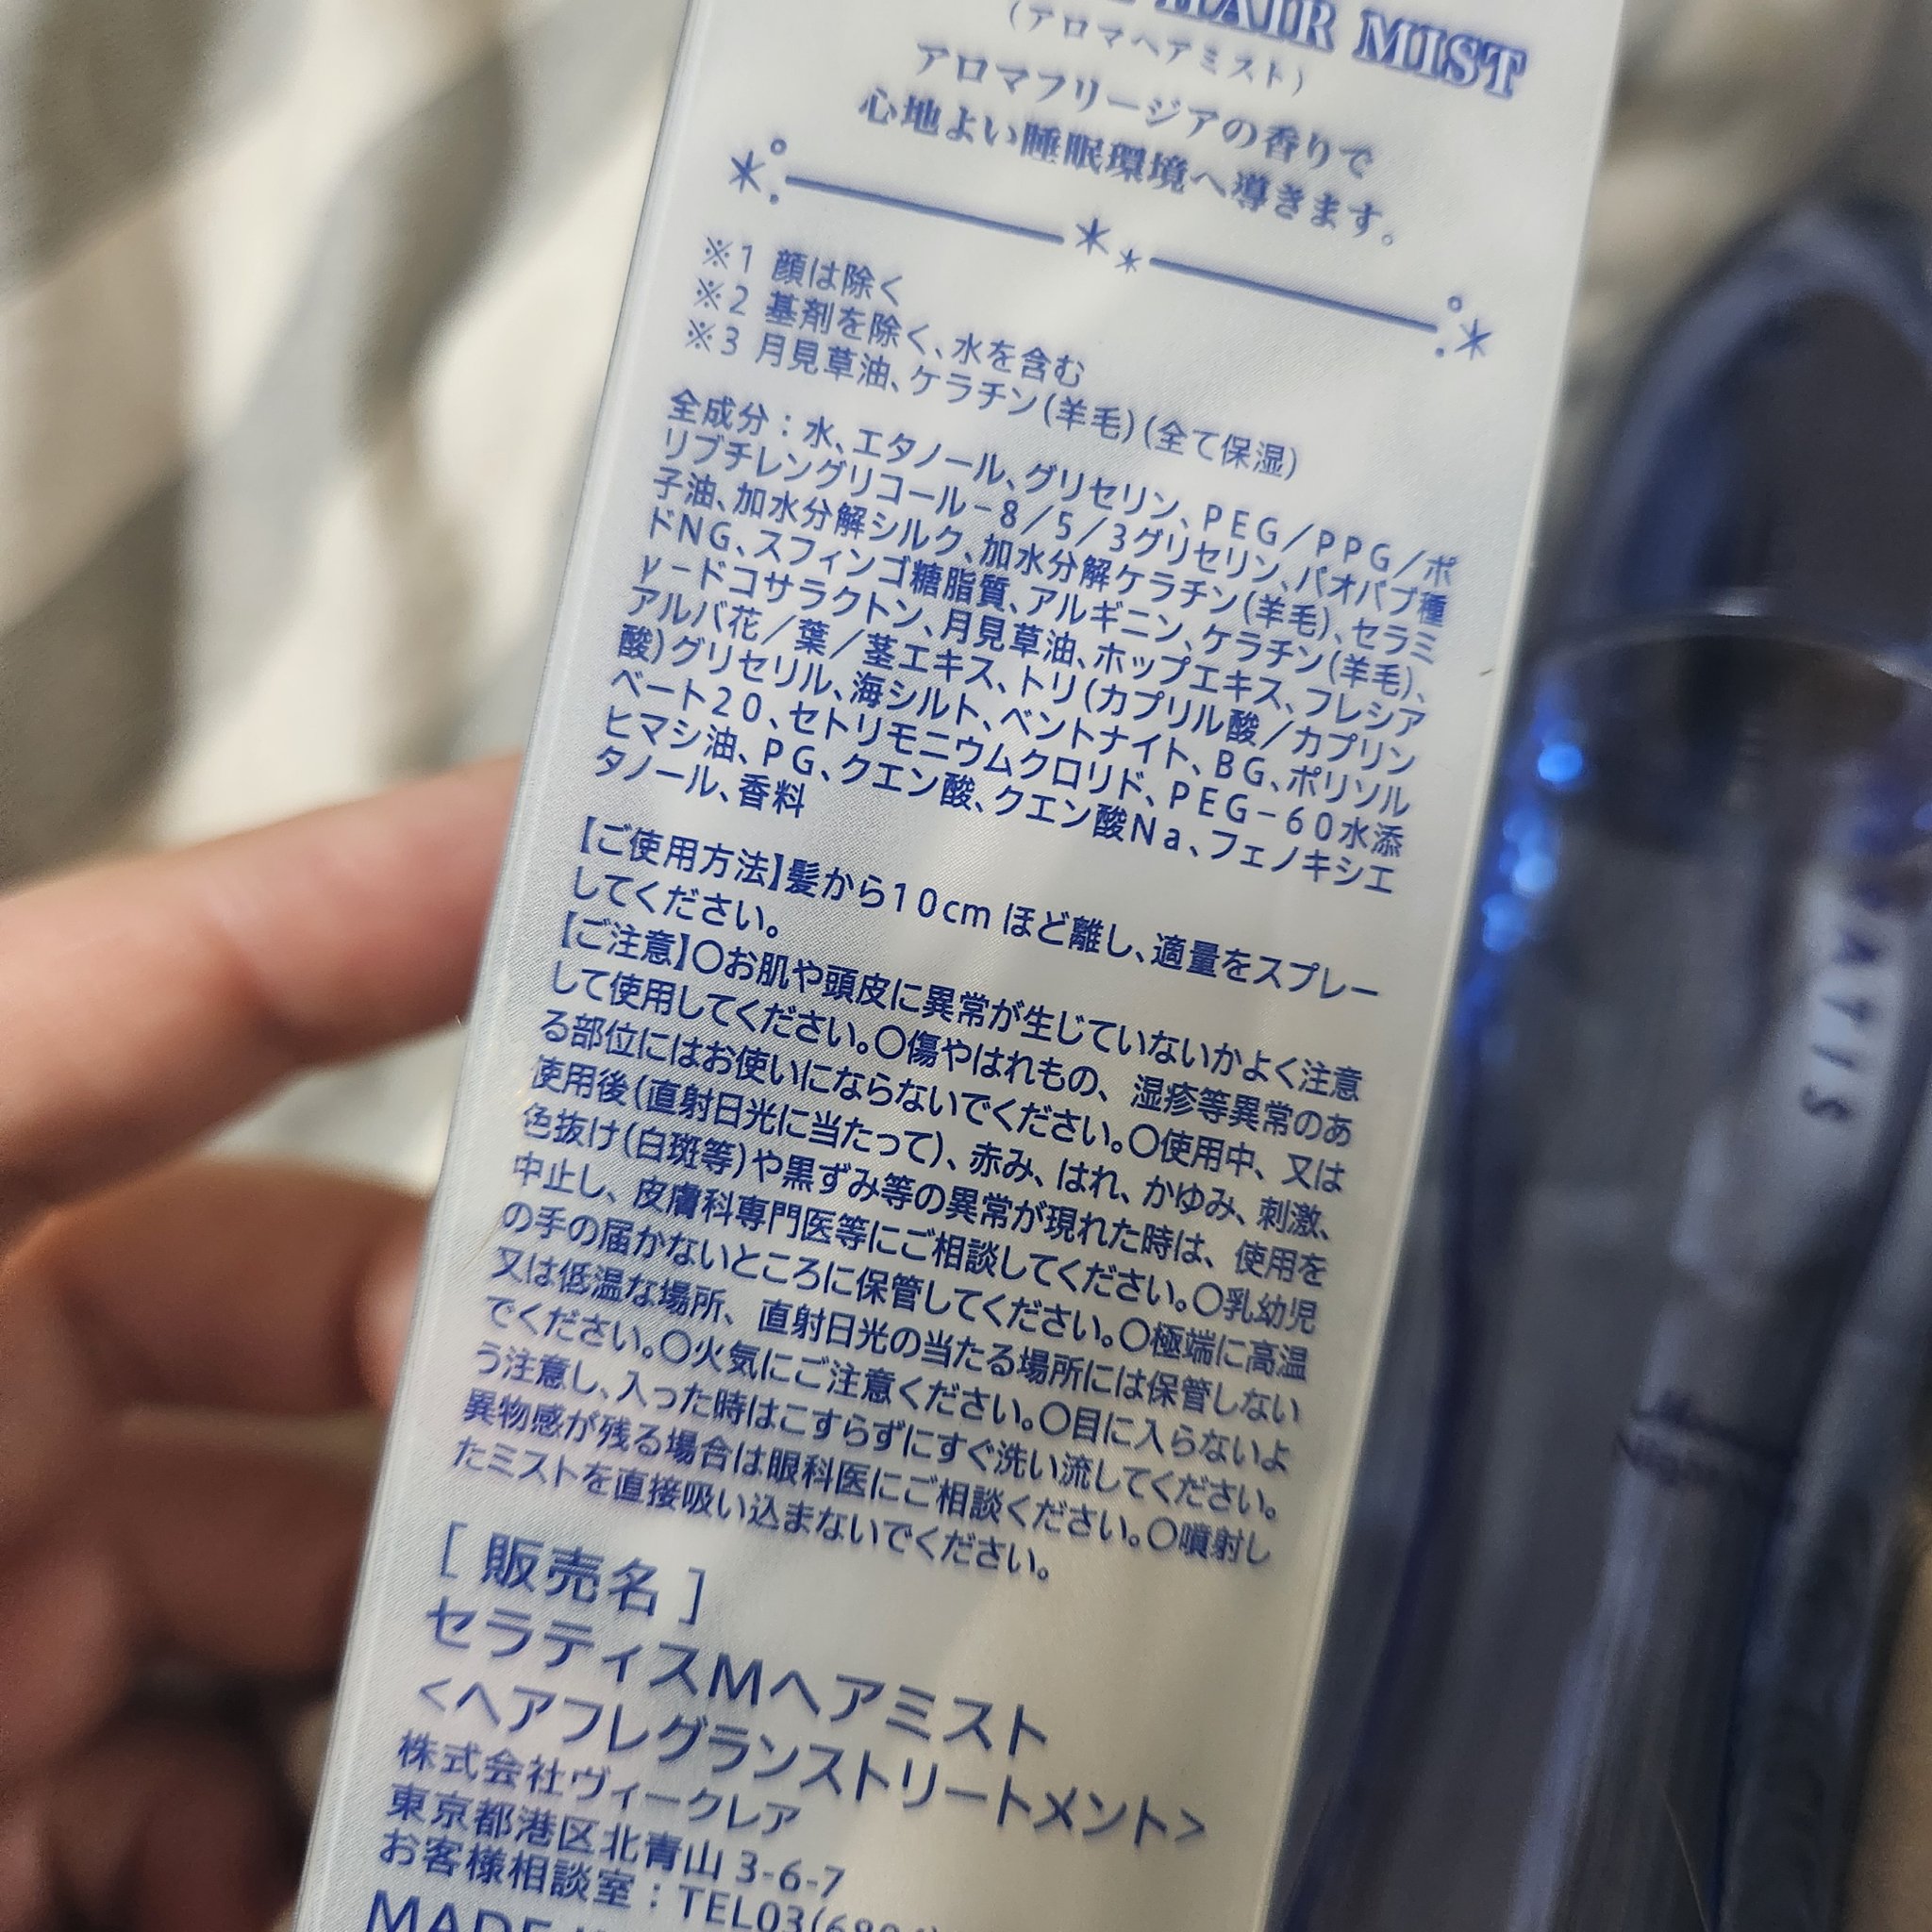 HAIR MIST
(アロマヘアミスト)
アロマフリージアの香りで
心地よい睡眠環境へ導きます。
※1 顔は除く
※2 基剤を除く、水を含む
※3 月見草油、ケラチン(羊毛)(全て保湿)
全成分：水、エタノール、グリセリン、PEG／PPG／ポ
リブチレングリコール−8／5／3グリセリン、バオバブ種
子油、加水分解シルク、加水分解ケラチン(羊毛)、セラミ
ドNG、スフィンゴ糖脂質、アルギニン、ケラチン(羊毛)、
γ−ドコサラクトン、月見草油、ホップエキス、フレシア
アルバ花／葉／茎エキス、トリ(カプリル酸／カプリン
酸)グリセリル、海シルト、ベントナイト、BG、ポリソル
ベート20、セトリモニウムクロリド、PEG−60水添
ヒマシ油、PG、クエン酸、クエン酸Na、フェノキシエ
タノール、香料
【ご使用方法】髪から10cm ほど離し、適量をスプレー
してください。
【ご注意】〇お肌や頭皮に異常が生じていないかよく注意
して使用してください。〇傷やはれもの、湿疹等異常のあ
る部位にはお使いにならないでください。〇使用中、又は
使用後(直射日光に当たって)、赤み、はれ、かゆみ、刺激、
色抜け(白斑等)や黒ずみ等の異常が現れた時は、使用を
中止し、皮膚科専門医等にご相談してください。〇乳幼児
の手の届かないところに保管してください。〇極端に高温
又は低温な場所、直射日光の当たる場所には保管しない
でください。〇火気にご注意ください。〇目に入らないよ
う注意し、入った時はこすらずにすぐ洗い流してください。
異物感が残る場合は眼科医にご相談ください。〇噴射し
たミストを直接吸い込まないでください。
[ 販売名 ]
セラティスMヘアミスト
<ヘアフレグランストリートメント>
株式会社ヴィークレア
東京都港区北青山 3-6-7
お客様相談室：TEL03(6804)
MADE
ATIS